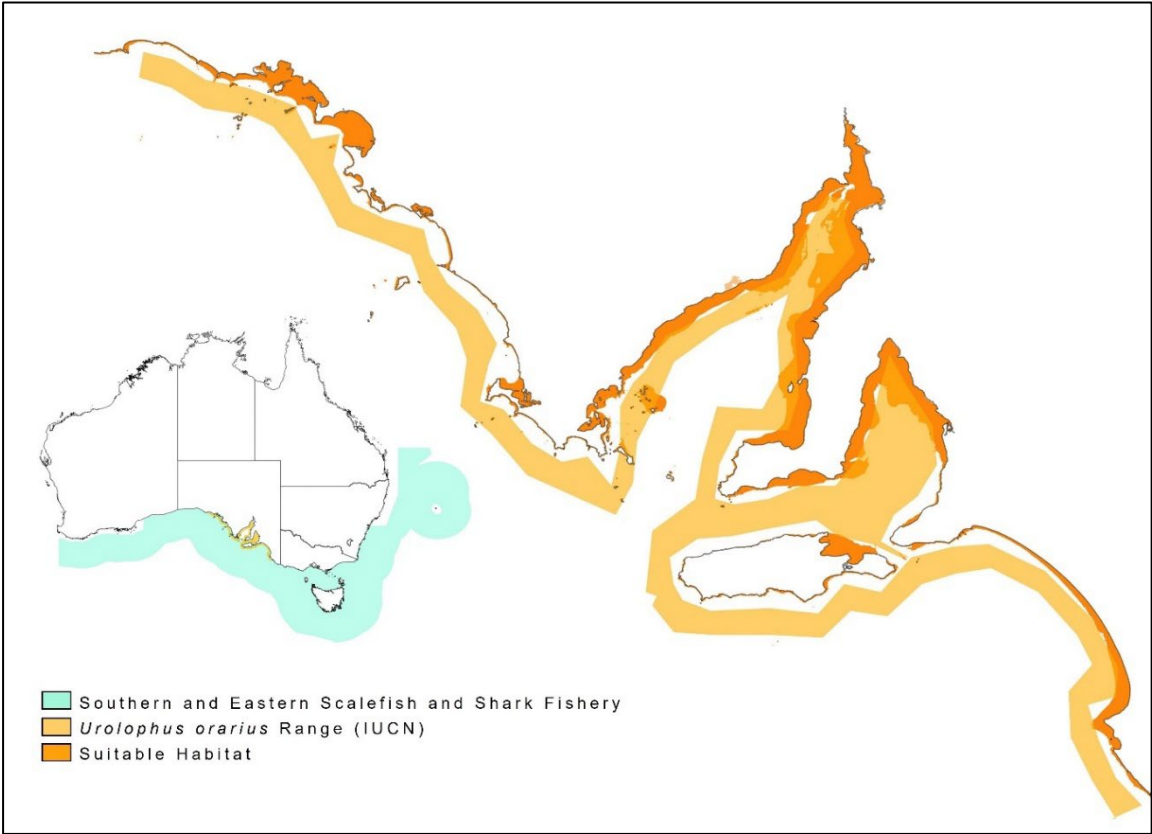 Southern and Eastern Scalefish and Shark Fishery
Urolophus orarius Range (IUCN)
Suitable Habitat